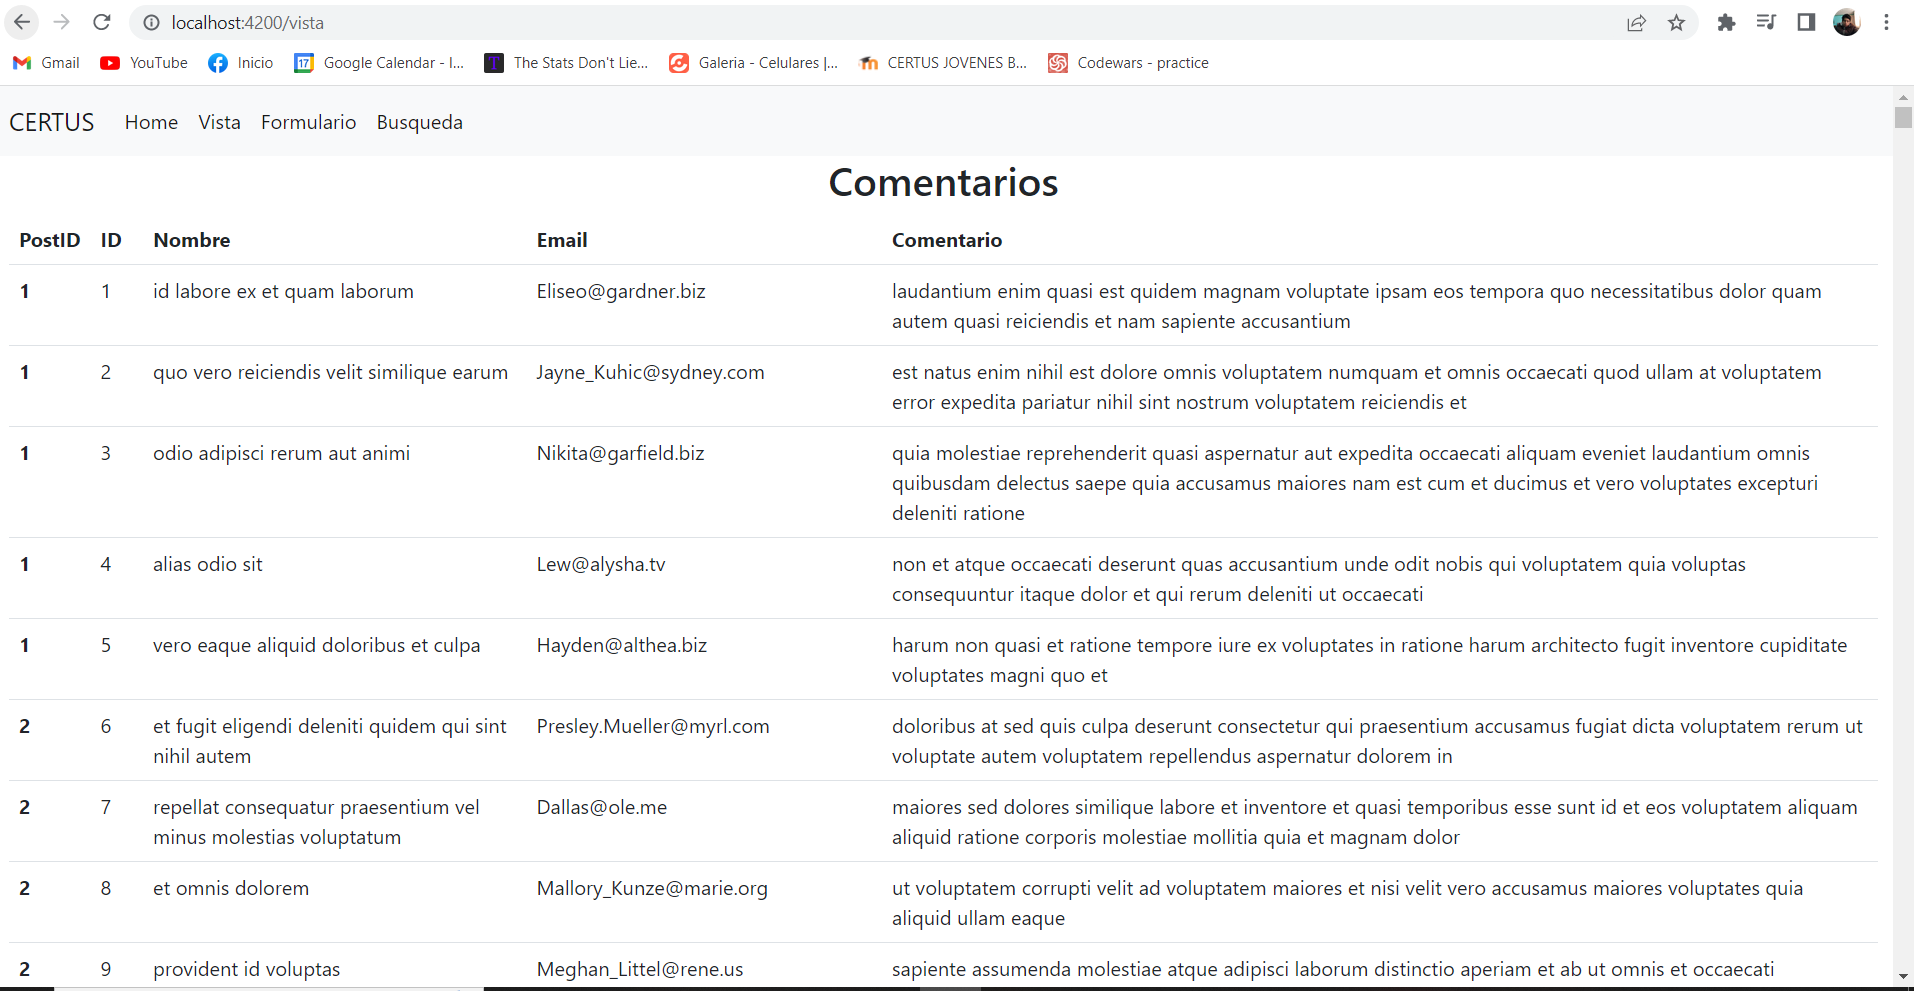 localhost:4200/vista
Gmail YouTube Inicio Google Calendar - I... The Stats Don't Lie... Galeria - Celulares |... CERTUS JOVENES B... Codewars - practice
CERTUS Home Vista Formulario Busqueda
Comentarios
PostID ID Nombre Email Comentario
1 1 id labore ex et quam laborum Eliseo@gardner.biz laudantium enim quasi est quidem magnam voluptate ipsam eos tempora quo necessitatibus dolor quam
autem quasi reiciendis et nam sapiente accusantium
1 2 quo vero reiciendis velit similique earum Jayne_Kuhic@sydney.com est natus enim nihil est dolore omnis voluptatem numquam et omnis occaecati quod ullam at voluptatem
error expedita pariatur nihil sint nostrum voluptatem reiciendis et
1 3 odio adipisci rerum aut animi Nikita@garfield.biz quia molestiae reprehenderit quasi aspernatur aut expedita occaecati aliquam eveniet laudantium omnis
quibusdam delectus saepe quia accusamus maiores nam est cum et ducimus et vero voluptates excepturi
deleniti ratione
1 4 alias odio sit Lew@alysha.tv non et atque occaecati deserunt quas accusantium unde odit nobis qui voluptatem quia voluptas
consequuntur itaque dolor et qui rerum deleniti ut occaecati
1 5 vero eaque aliquid doloribus et culpa Hayden@althea.biz harum non quasi et ratione tempore iure ex voluptates in ratione harum architecto fugit inventore cupiditate
voluptates magni quo et
2 6 et fugit eligendi deleniti quidem qui sint Presley.Mueller@myrl.com doloribus at sed quis culpa deserunt consectetur qui praesentium accusamus fugiat dicta voluptatem rerum ut
nihil autem voluptate autem voluptatem repellendus aspernatur dolorem in
2 7 repellat consequatur praesentium vel Dallas@ole.me maiores sed dolores similique labore et inventore et quasi temporibus esse sunt id et eos voluptatem aliquam
minus molestias voluptatum aliquid ratione corporis molestiae mollitia quia et magnam dolor
2 8 et omnis dolorem Mallory_Kunze@marie.org ut voluptatem corrupti velit ad voluptatem maiores et nisi velit vero accusamus maiores voluptates quia
aliquid ullam eaque
2 9 provident id voluptas Meghan_Littel@rene.us sapiente assumenda molestiae atque adipisci laborum distinctio aperiam et ab ut omnis et occaecati